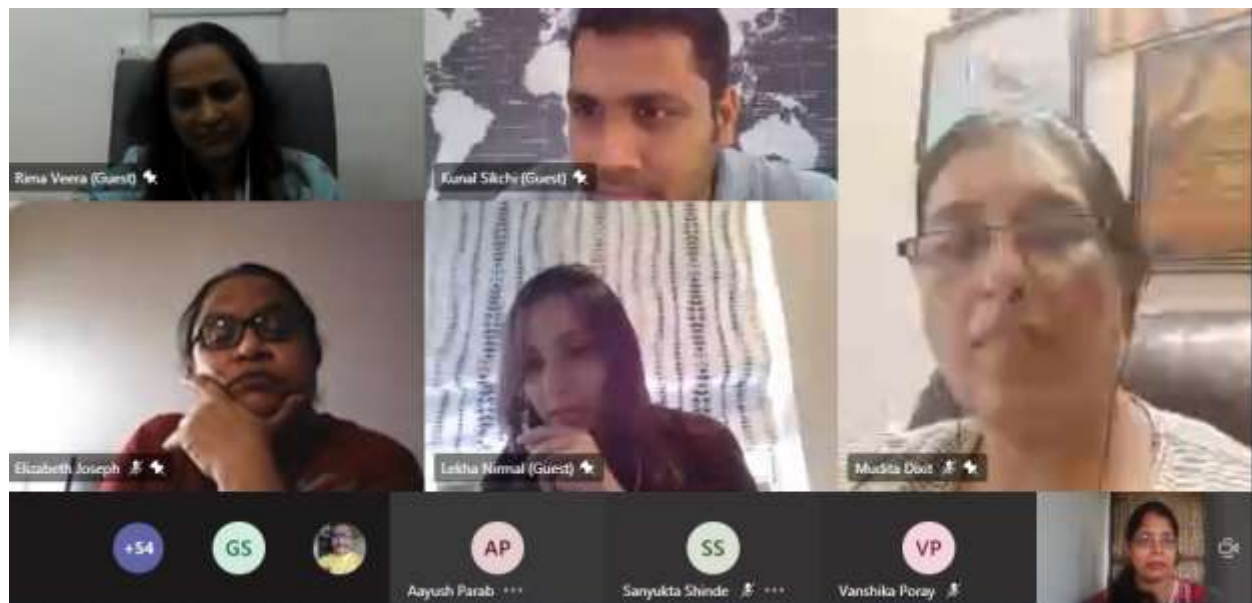 Rima Veera (Guest)
Kunal Sikchi (Guest)
Elizabeth Joseph
Lekha Nirmal (Guest)
Mudita Dixit
+54
GS
AP
SS
VP
Aayush Parab ...
Sanyukta Shinde ...
Vanshika Poray